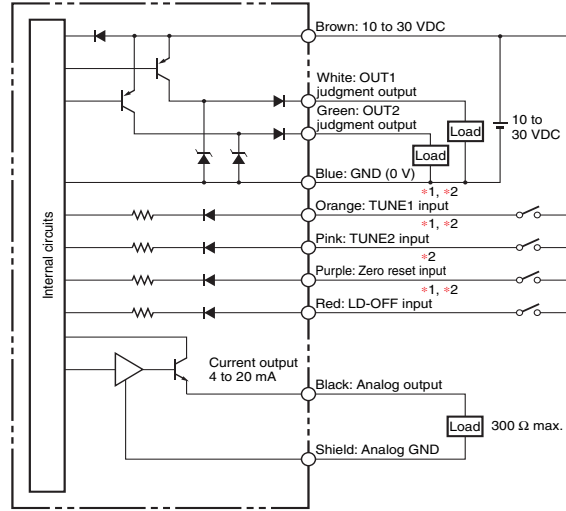 Brown: 10 to 30 VDC
White: OUT1
judgment output
Green: OUT2
judgment output
10 to
30 VDC
Load
Load
Blue: GND (0 V)
*1, *2
Orange: TUNE1 input
*1, *2
Pink: TUNE2 input
*2
Purple: Zero reset input
*1, *2
Red: LD-OFF input
Internal circuits
Current output
4 to 20 mA
Black: Analog output
Load
300 Ω max.
Shield: Analog GND